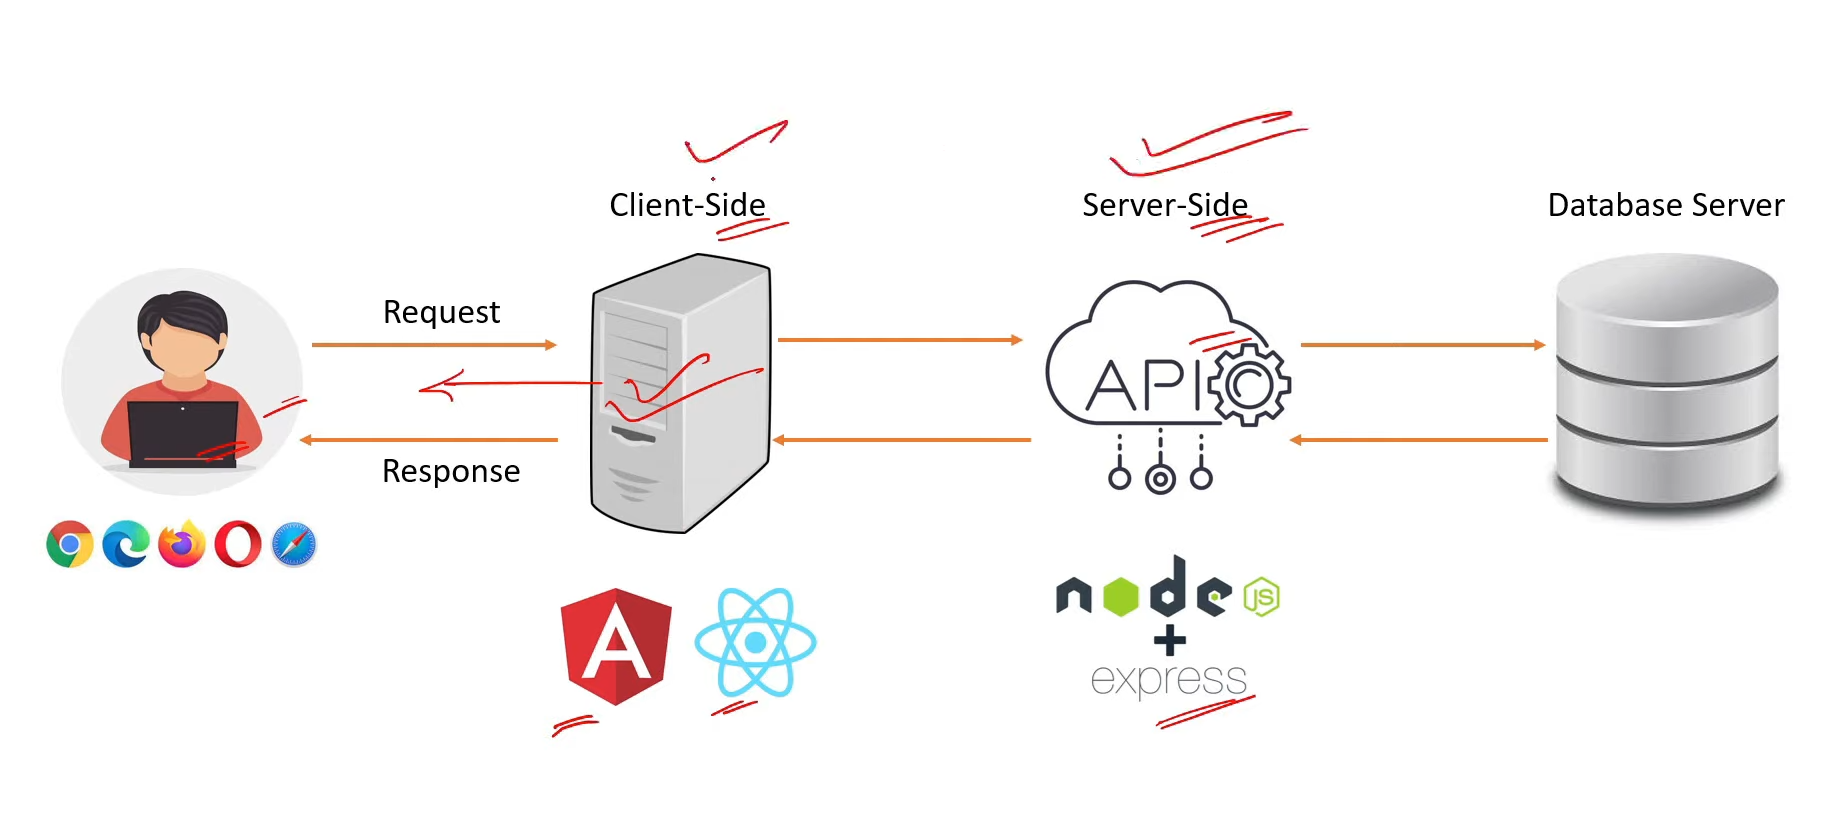 Client-Side
Server-Side
Database Server
Request
API
Response
A
node
JS
+
express